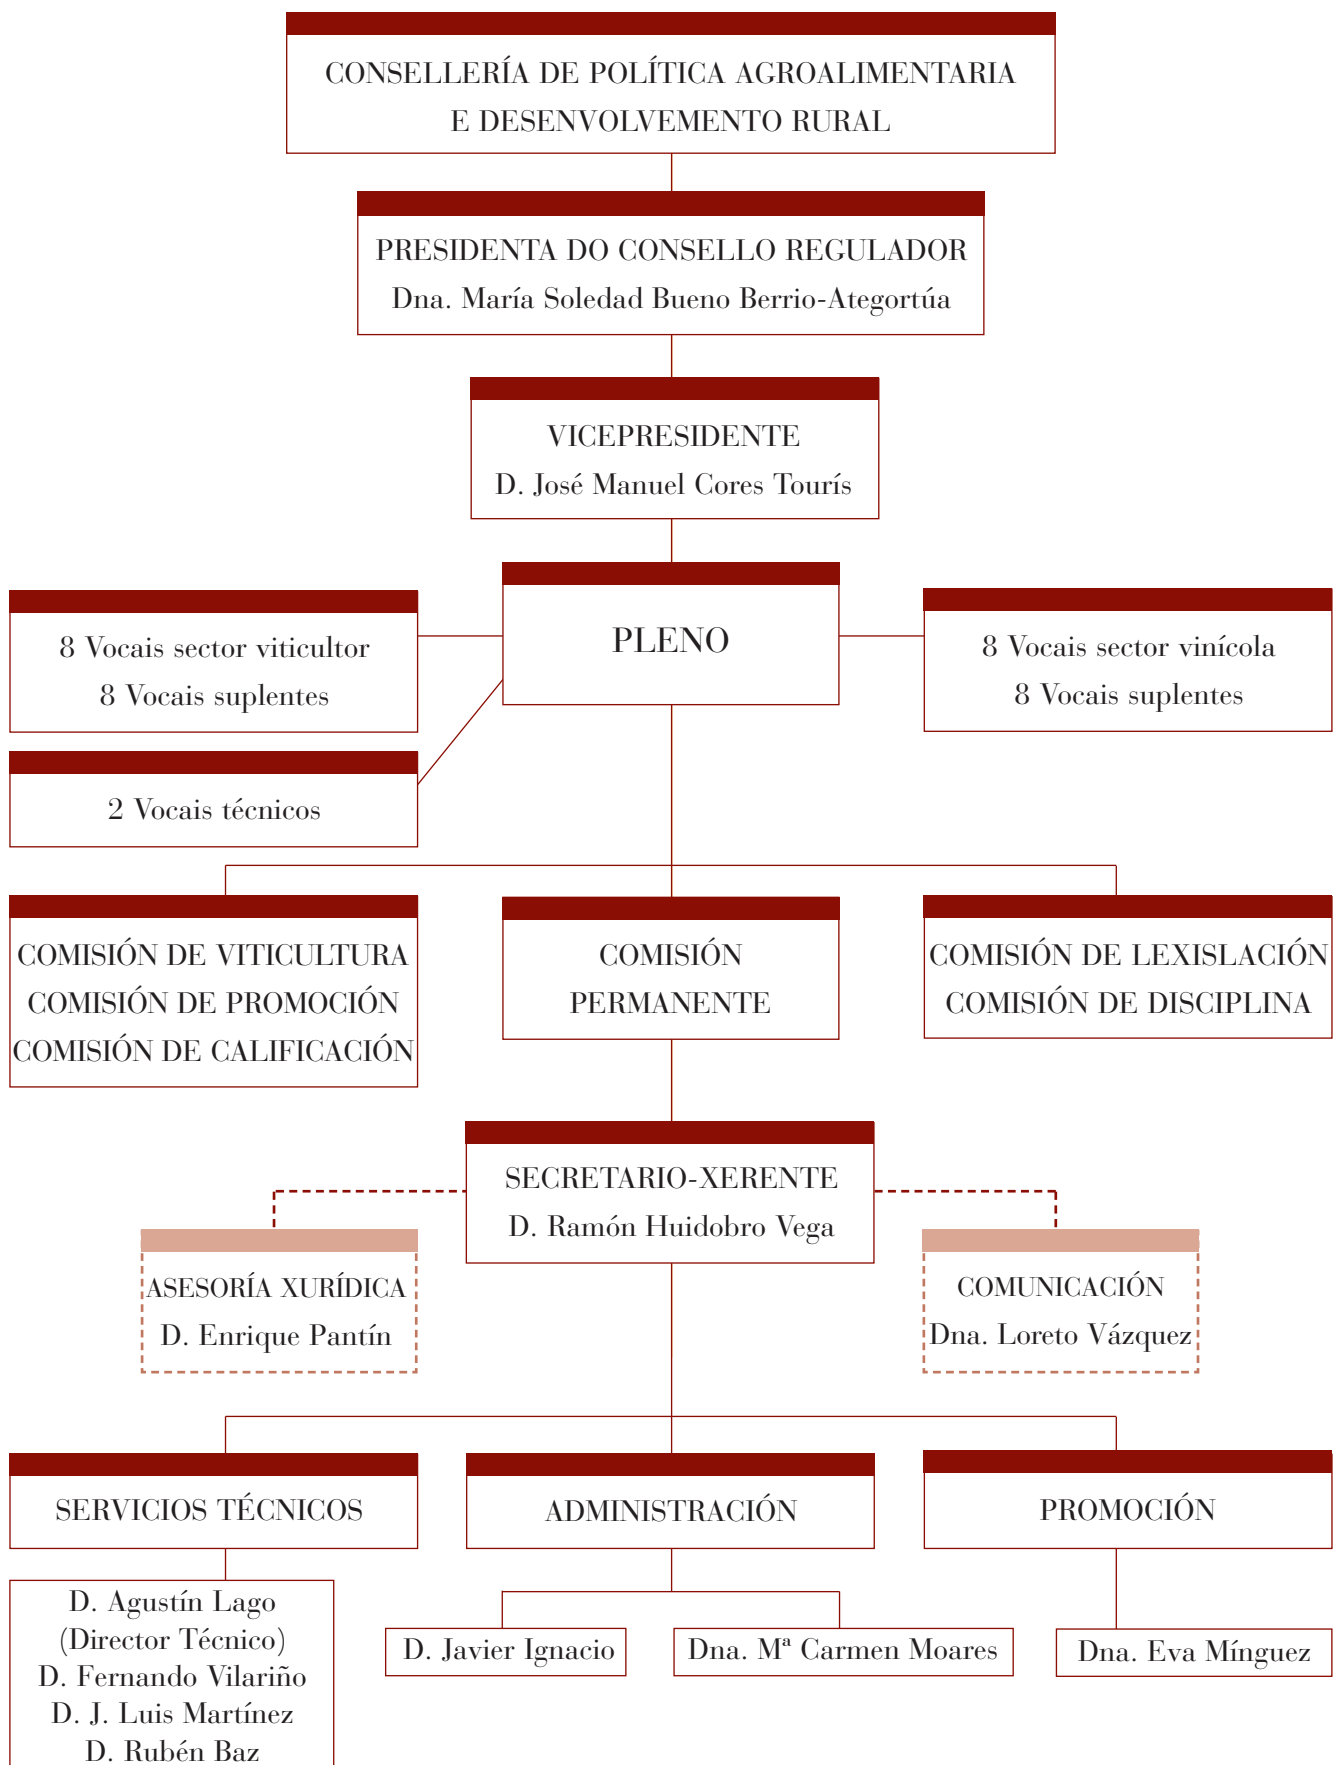 CONSELLERÍA DE POLÍTICA AGROALIMENTARIA
E DESENVOLVEMENTO RURAL
PRESIDENTA DO CONSELLO REGULADOR
Dna. María Soledad Bueno Berrio-Ategortúa
VICEPRESIDENTE
D. José Manuel Cores Tourís
PLENO
8 Vocais sector viticultor
8 Vocais suplentes
8 Vocais sector vinícola
8 Vocais suplentes
2 Vocais técnicos
COMISIÓN DE VITICULTURA
COMISIÓN DE PROMOCIÓN
COMISIÓN DE CALIFICACIÓN
COMISIÓN
PERMANENTE
COMISIÓN DE LEXISLACIÓN
COMISIÓN DE DISCIPLINA
SECRETARIO-XERENTE
D. Ramón Huidobro Vega
ASESORÍA XURÍDICA
D. Enrique Pantín
COMUNICACIÓN
Dna. Loreto Vázquez
SERVICIOS TÉCNICOS
ADMINISTRACIÓN
PROMOCIÓN
D. Agustín Lago
(Director Técnico)
D. Fernando Vilariño
D. J. Luis Martínez
D. Rubén Baz
D. Javier Ignacio
Dna. Mª Carmen Moares
Dna. Eva Mínguez